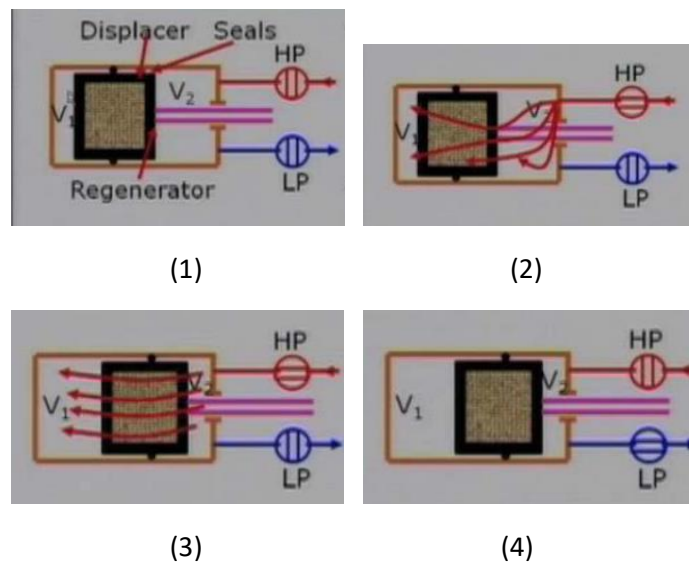 Displacer Seals
HP
V1 V2
Regenerator
LP
(1)
HP
V1 V2
LP
(2)
HP
V1 V2
LP
(3)
HP
V1 V2
LP
(4)